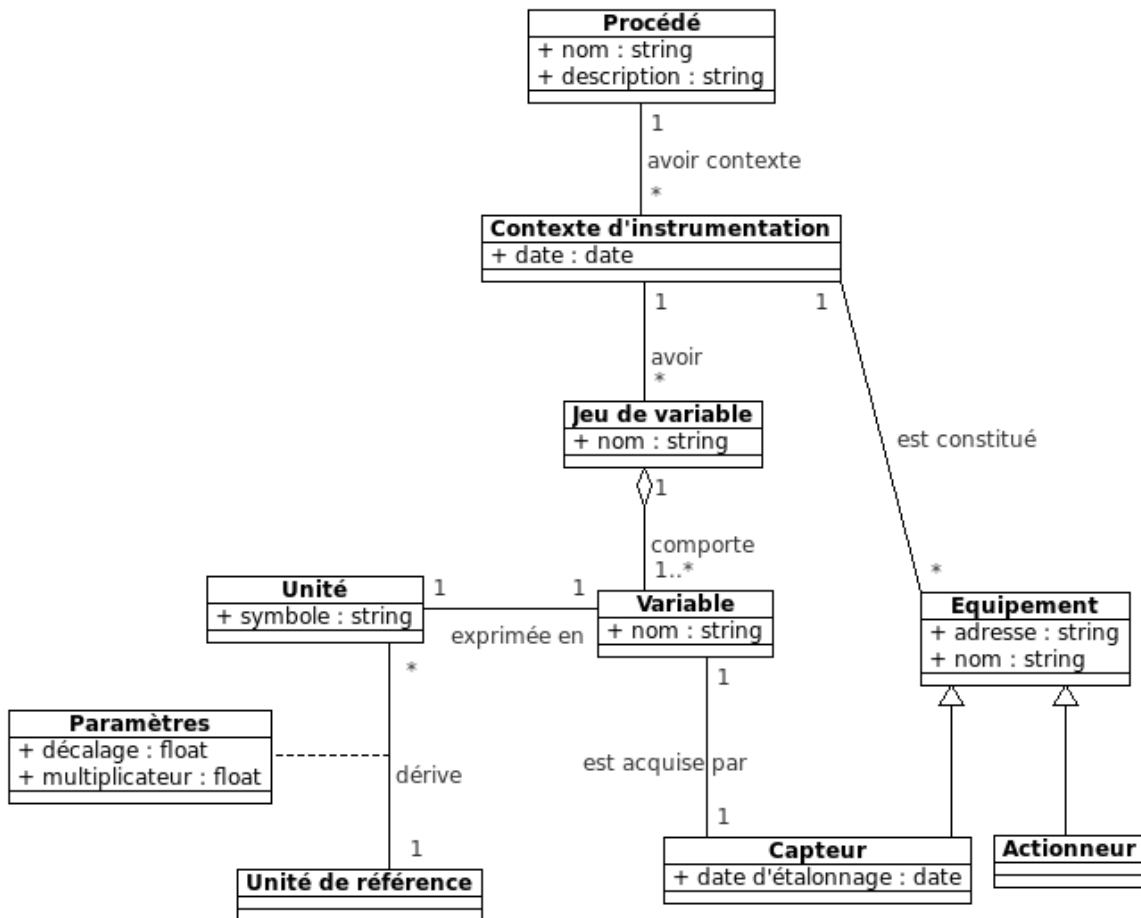 Procédé
+ nom : string
+ description : string
1
avoir contexte
*
Contexte d'instrumentation
+ date : date
1
1
avoir
*
est constitué
Jeu de variable
+ nom : string
1
comporte
1..*
*
Unité
+ symbole : string
1
1
exprimée en
Variable
+ nom : string
Equipement
+ adresse : string
+ nom : string
*
1
Paramètres
+ décalage : float
+ multiplicateur : float
dérive
est acquise par
1
1
Unité de référence
Capteur
+ date d'étalonnage : date
Actionneur